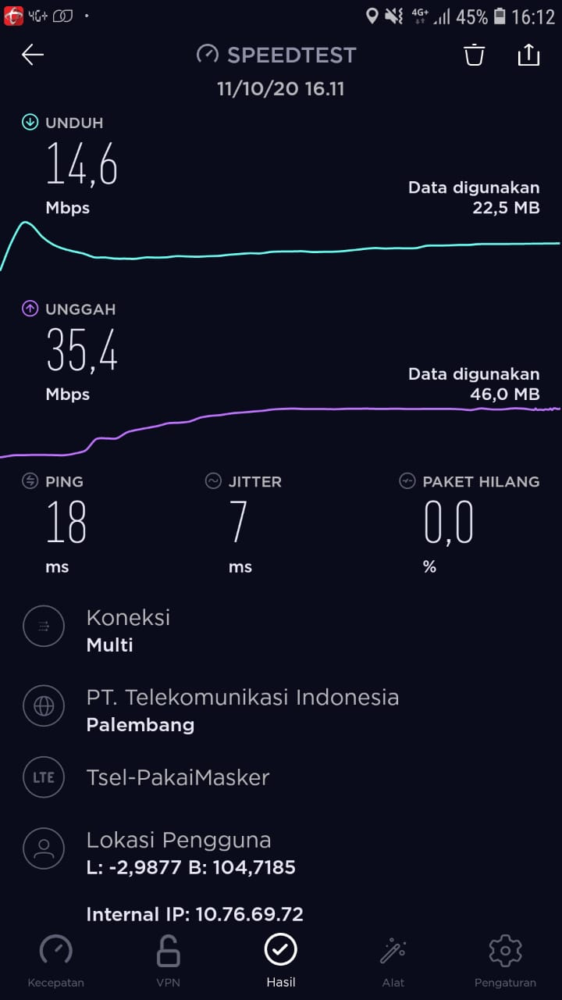 4G+ 45% 16:12
SPEEDTEST
11/10/20 16.11
UNDUH
14,6
Mbps
Data digunakan
22,5 MB
UNGGAH
35,4
Mbps
Data digunakan
46,0 MB
PING JITTER PAKET HILANG
18 7 0,0
ms ms %
Koneksi
Multi
PT. Telekomunikasi Indonesia
Palembang
LTE Tsel-PakaiMasker
Lokasi Pengguna
L: -2,9877 B: 104,7185
Internal IP: 10.76.69.72
Kecepatan VPN Hasil Alat Pengaturan